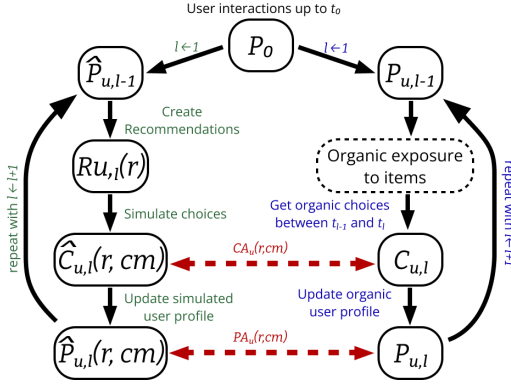 User interactions up to t₀
P₀
l ← 1
l ← 1
P̂u,l-1
Pu,l-1
Create
Recommendations
Ru,l(r)
Organic exposure
to items
Simulate choices
Get organic choices
between tl-1 and tl
Ĉu,l(r, cm)
CAu(r,cm)
Cu,l
Update simulated
user profile
Update organic
user profile
P̂u,l(r, cm)
PAu(r,cm)
Pu,l
repeat with l ← l+1
repeat with l← l+1